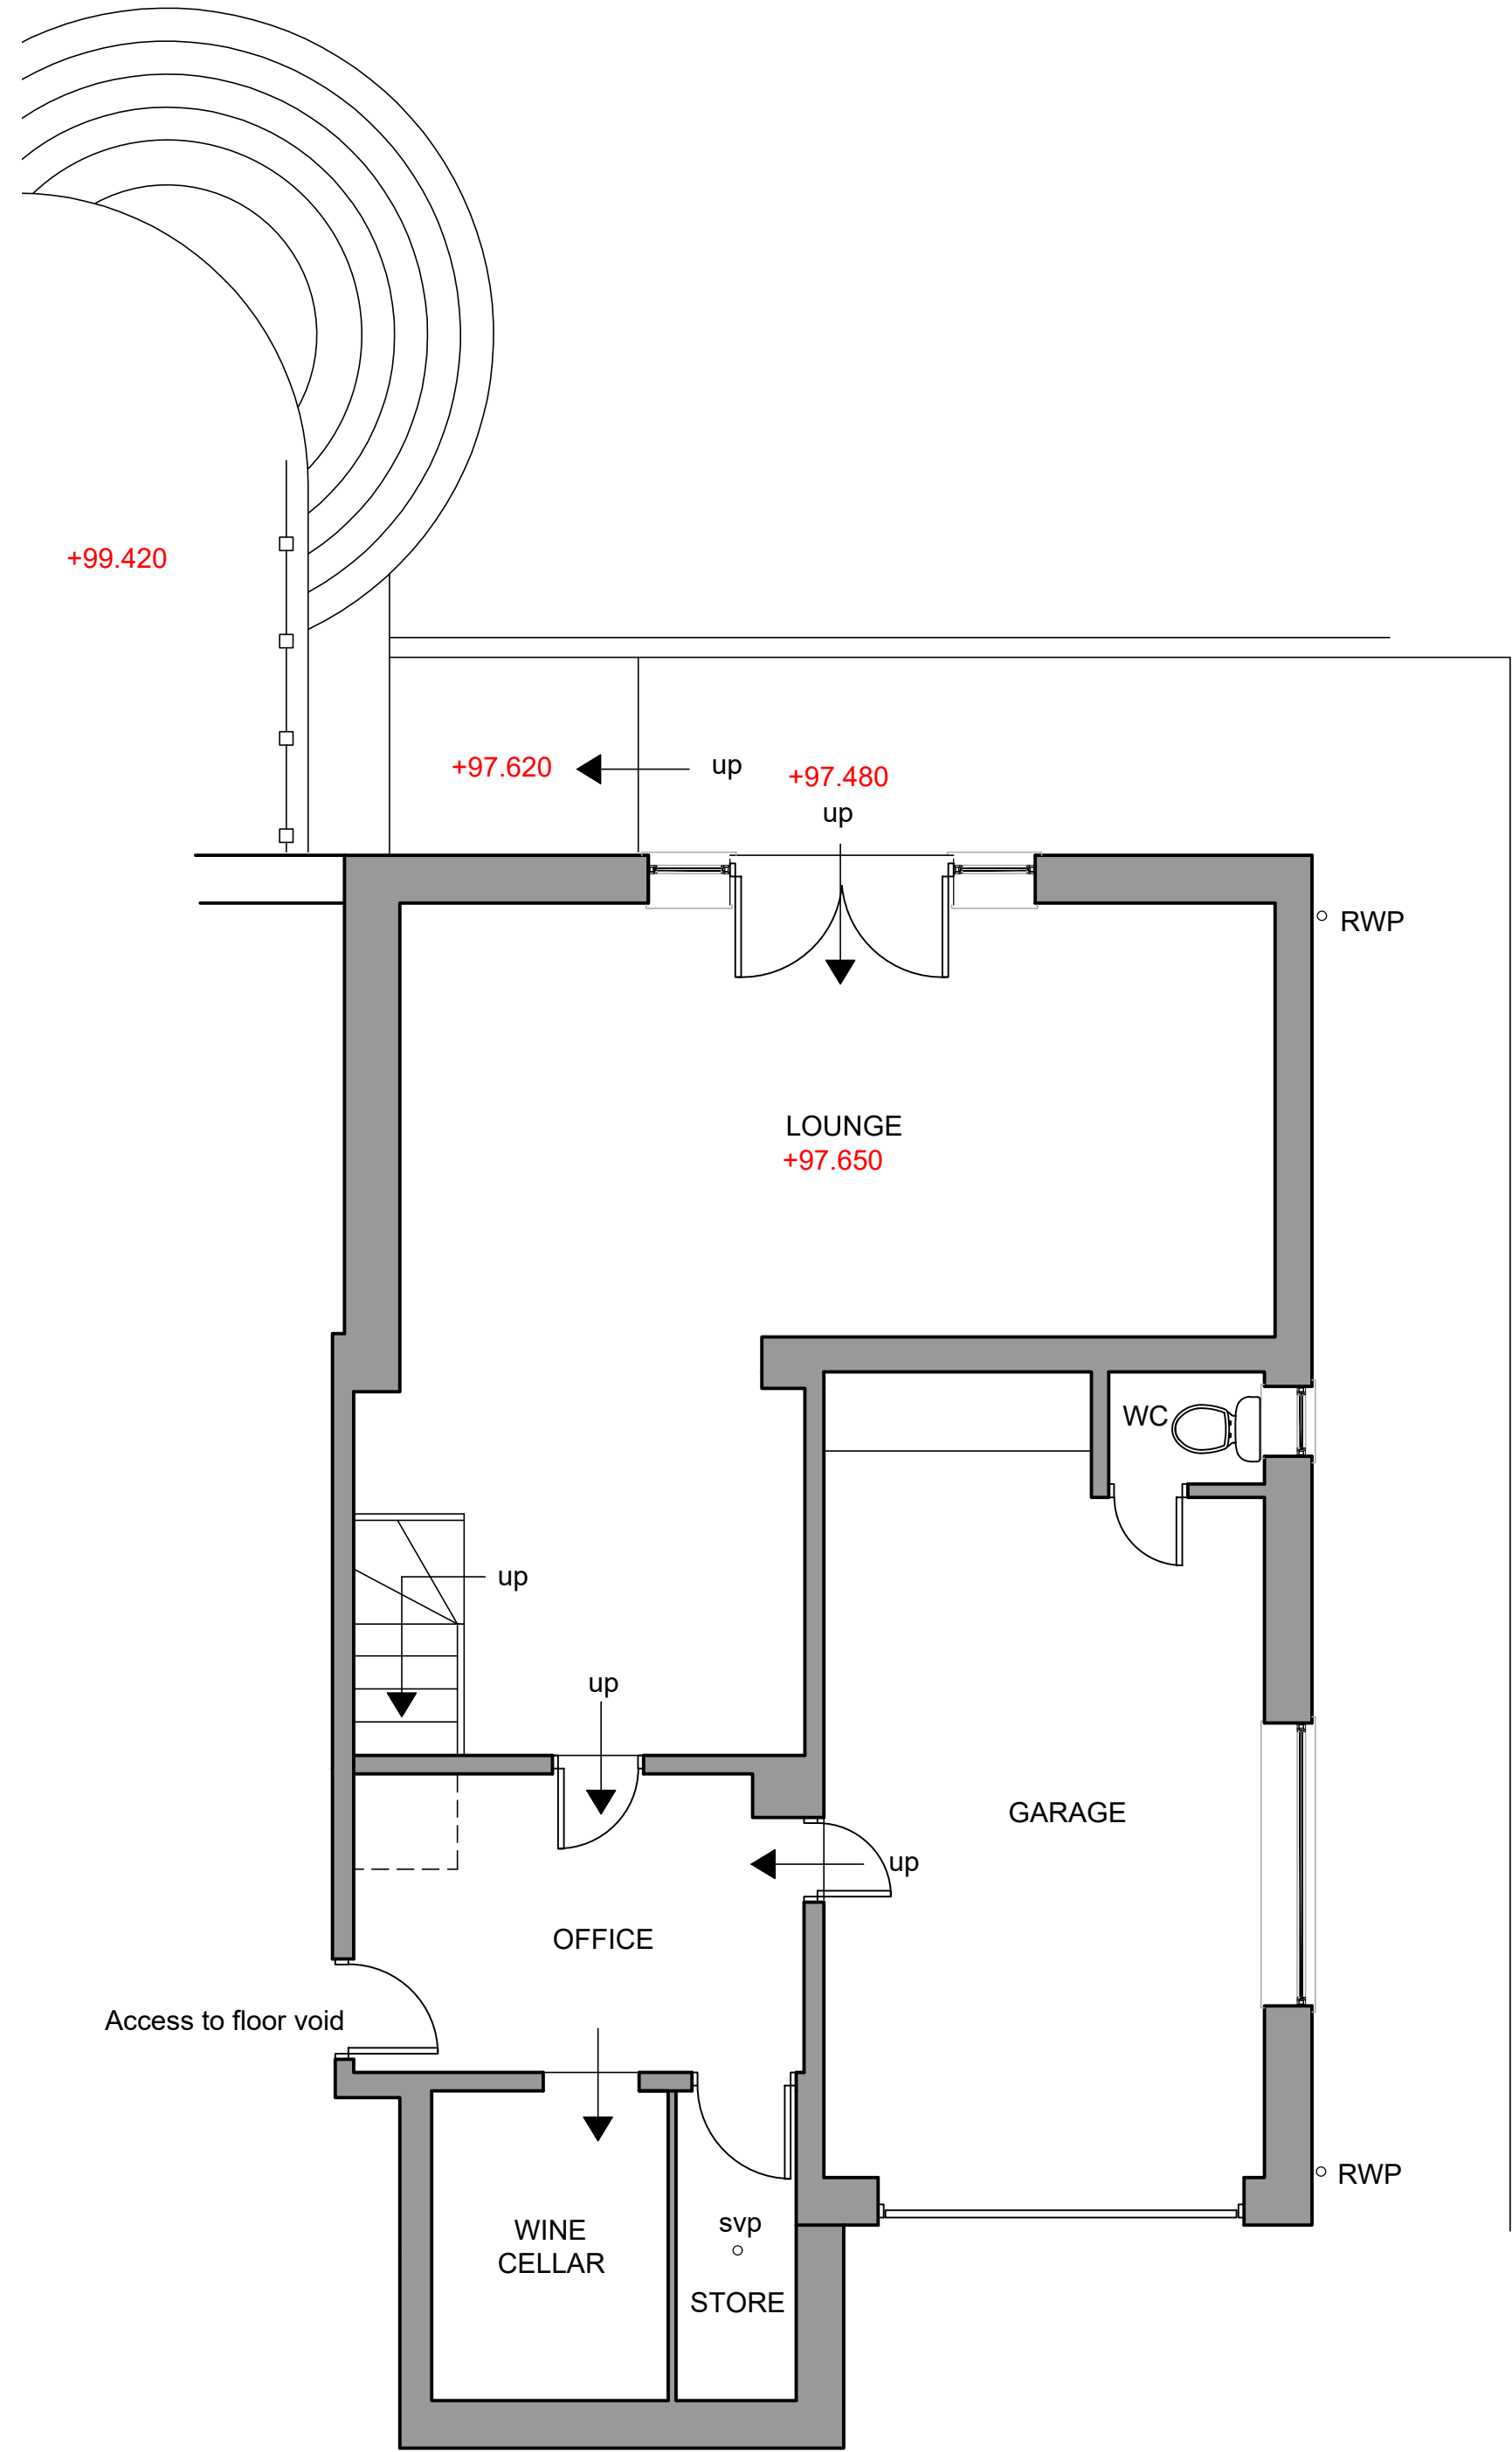 +99.420
+97.620
up
+97.480
up
RWP
LOUNGE
+97.650
WC
up
up
GARAGE
up
OFFICE
Access to floor void
RWP
svp
WINE
CELLAR
STORE